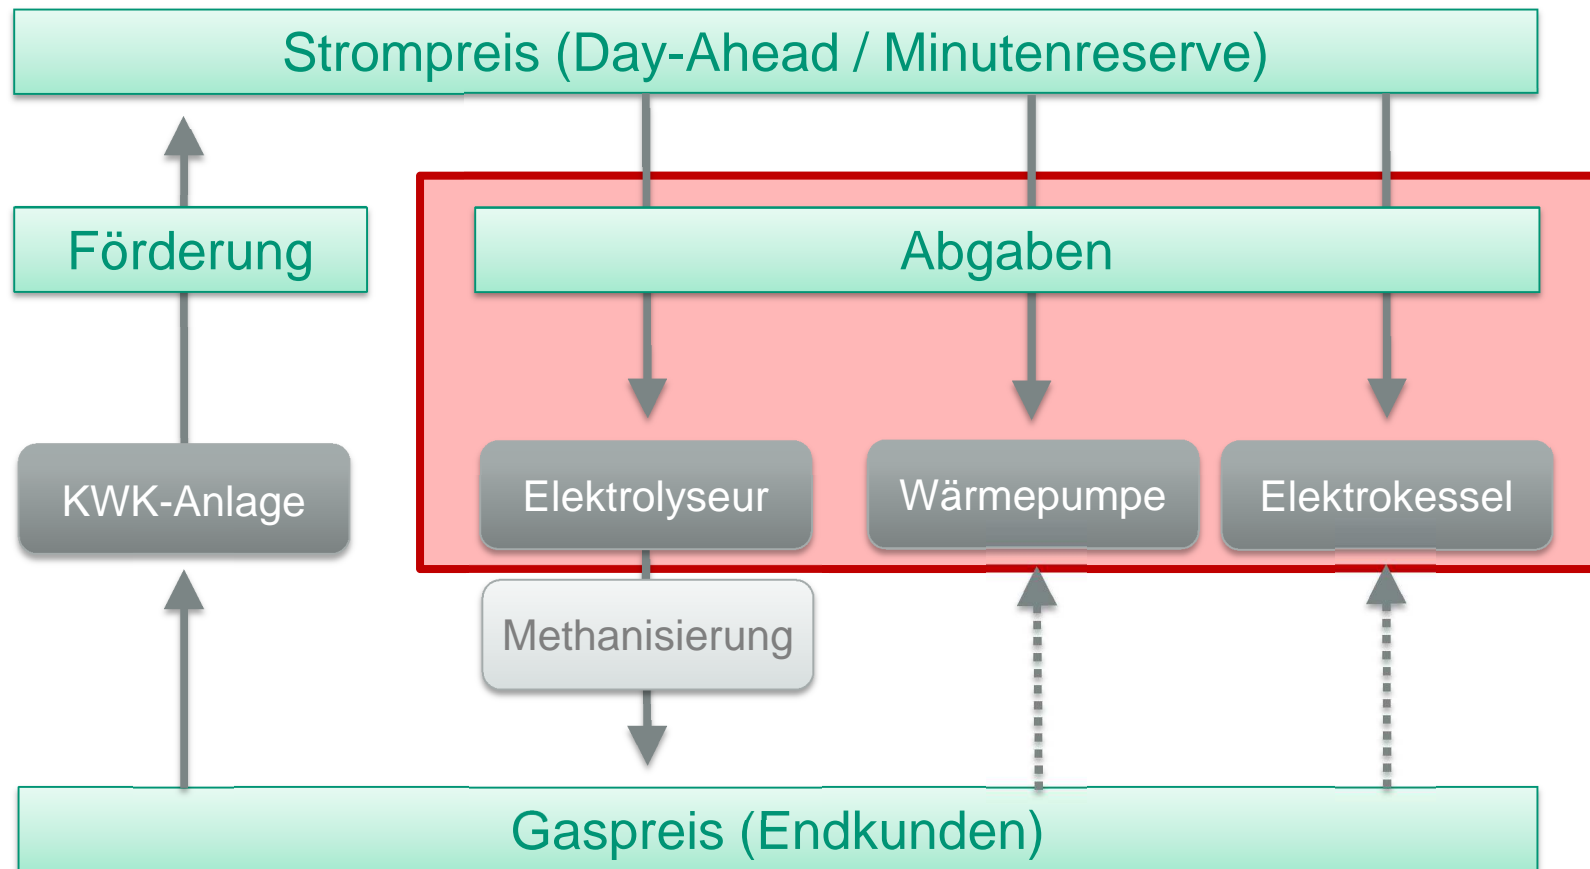 Strompreis (Day-Ahead / Minutenreserve)
Förderung
Abgaben
KWK-Anlage
Elektrolyseur
Wärmepumpe
Elektrokessel
Methanisierung
Gaspreis (Endkunden)